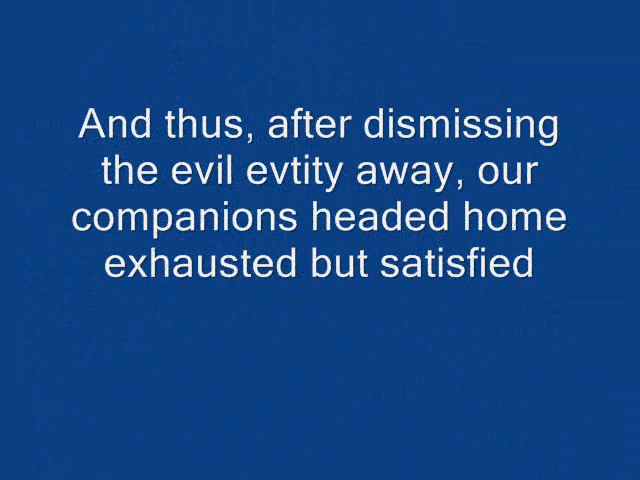 And thus, after dismissing
the evil evtity away, our
companions headed home
exhausted but satisfied